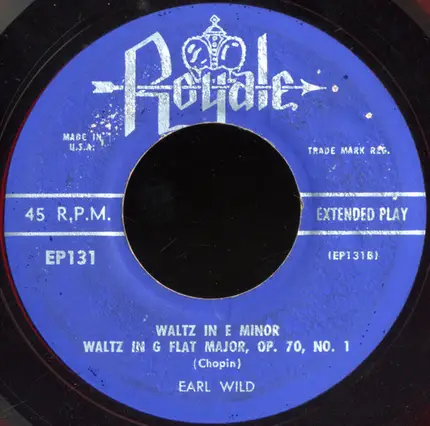 Royale
MADE IN
U.S.A.
TRADE MARK REG.
45 R.P.M.
EXTENDED PLAY
EP131
(EP131B)
WALTZ IN E MINOR
WALTZ IN G FLAT MAJOR, OP. 70, NO. 1
(Chopin)
EARL WILD